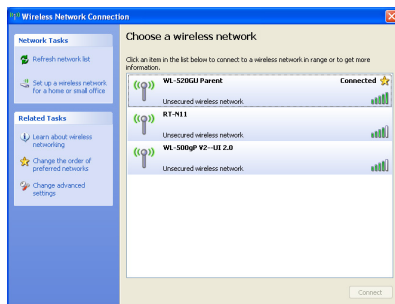 Wireless Network Connection
Network Tasks
Refresh network list
Set up a wireless network
for a home or small office
Related Tasks
Learn about wireless
networking
Change the order of
preferred networks
Change advanced
settings
Choose a wireless network
Click an item in the list below to connect to a wireless network in range or to get more
information.
WL-520GU Parent Connected
Unsecured wireless network
RT-N11
Unsecured wireless network
WL-500gP V2--UI 2.0
Unsecured wireless network
Connect